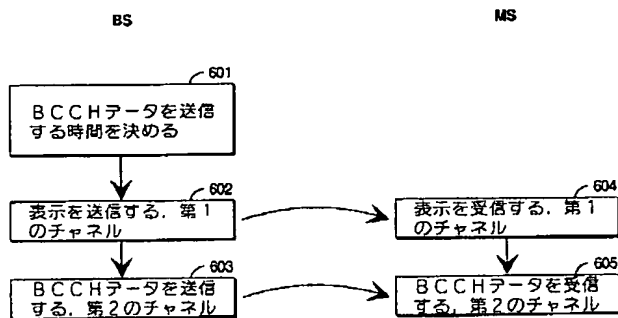 BS
MS
601
BCCHデータを送信
する時間を決める
602
表示を送信する，第1
のチャネル
604
表示を受信する，第1
のチャネル
603
BCCHデータを送信
する，第2のチャネル
605
BCCHデータを受信
する，第2のチャネル